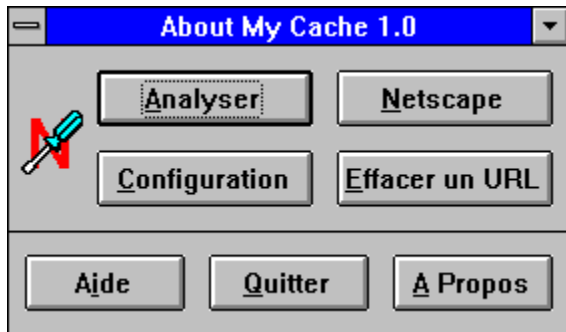 About My Cache 1.0
Analyser Netscape
Configuration Effacer un URL
Aide Quitter A Propos